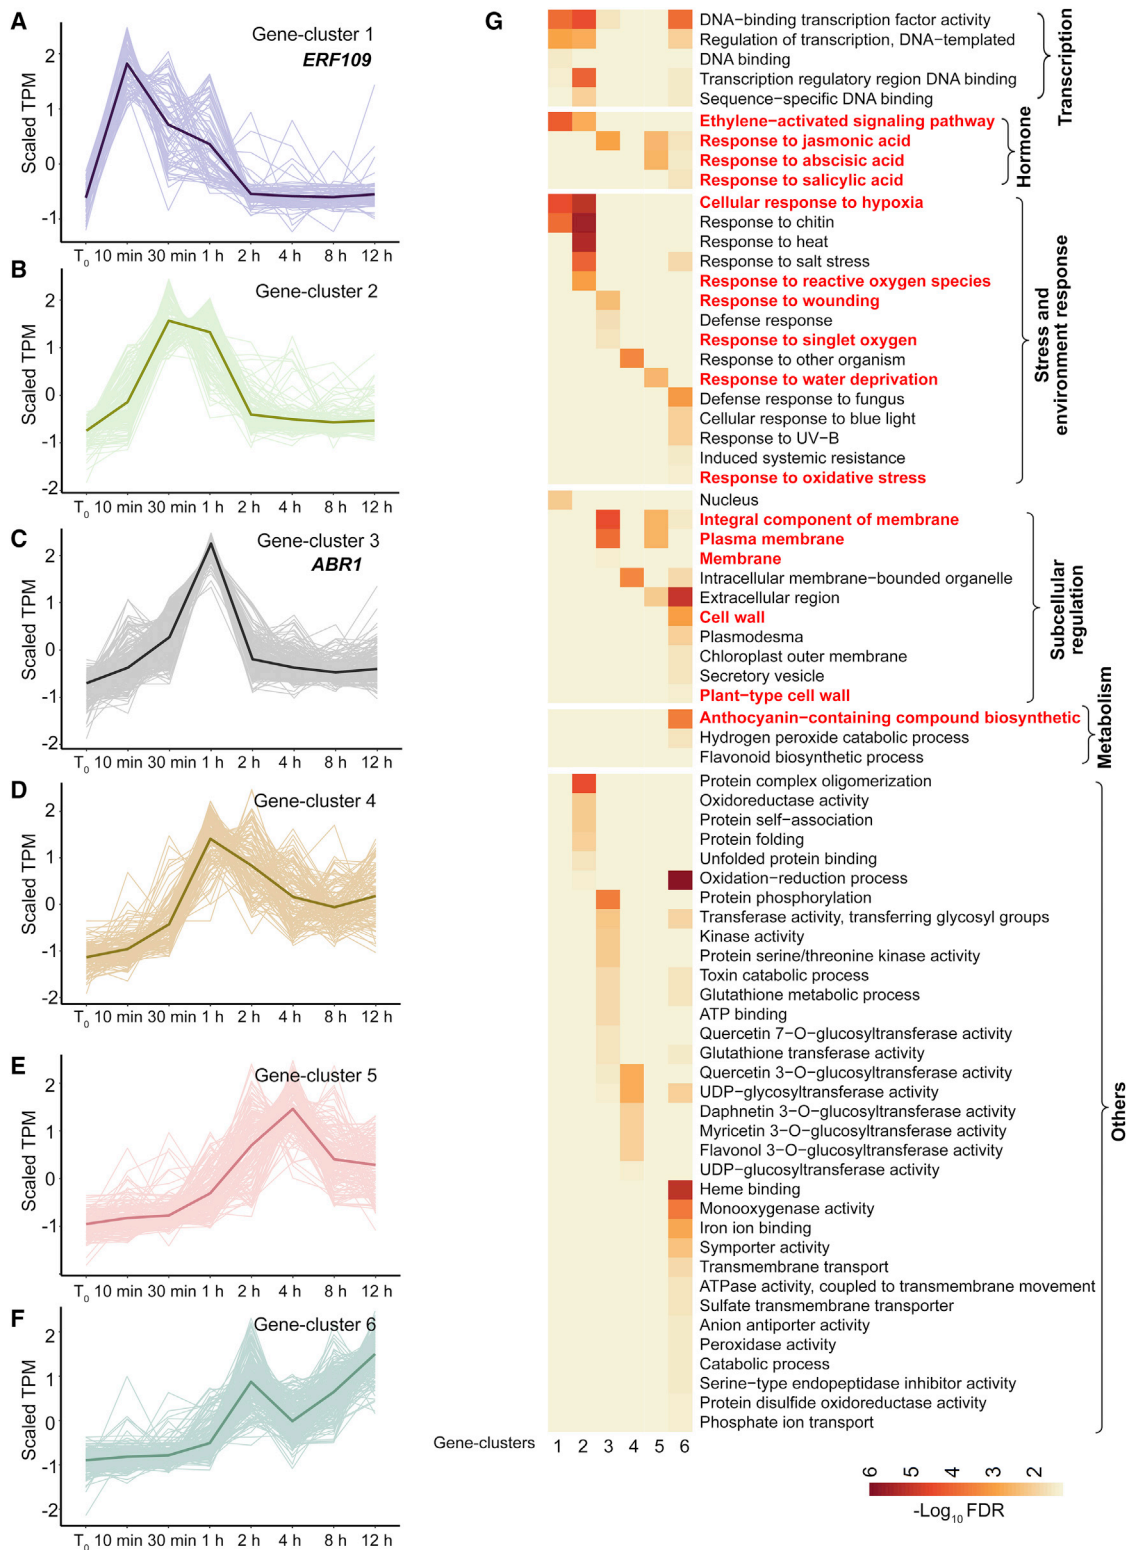 A
Gene-cluster 1
ERF109
Scaled TPM
2
1
0
-1
T0 10 min 30 min 1 h 2 h 4 h 8 h 12 h
B
Gene-cluster 2
Scaled TPM
2
1
0
-1
-2
T0 10 min 30 min 1 h 2 h 4 h 8 h 12 h
C
Gene-cluster 3
ABR1
Scaled TPM
2
1
0
-1
-2
T0 10 min 30 min 1 h 2 h 4 h 8 h 12 h
D
Gene-cluster 4
Scaled TPM
2
1
0
-1
-2
T0 10 min 30 min 1 h 2 h 4 h 8 h 12 h
E
Gene-cluster 5
Scaled TPM
2
1
0
-1
T0 10 min 30 min 1 h 2 h 4 h 8 h 12 h
F
Gene-cluster 6
Scaled TPM
2
1
0
-1
-2
T0 10 min 30 min 1 h 2 h 4 h 8 h 12 h
G
DNA−binding transcription factor activity
Regulation of transcription, DNA−templated
DNA binding
Transcription regulatory region DNA binding
Sequence−specific DNA binding
Transcription
Ethylene−activated signaling pathway
Response to jasmonic acid
Response to abscisic acid
Response to salicylic acid
Hormone
Cellular response to hypoxia
Response to chitin
Response to heat
Response to salt stress
Response to reactive oxygen species
Response to wounding
Defense response
Response to singlet oxygen
Response to other organism
Response to water deprivation
Defense response to fungus
Cellular response to blue light
Response to UV−B
Induced systemic resistance
Response to oxidative stress
Stress and
environment response
Nucleus
Integral component of membrane
Plasma membrane
Membrane
Intracellular membrane−bounded organelle
Extracellular region
Cell wall
Plasmodesma
Chloroplast outer membrane
Secretory vesicle
Plant−type cell wall
Subcellular
regulation
Anthocyanin−containing compound biosynthetic
Hydrogen peroxide catabolic process
Flavonoid biosynthetic process
Metabolism
Protein complex oligomerization
Oxidoreductase activity
Protein self−association
Protein folding
Unfolded protein binding
Oxidation−reduction process
Protein phosphorylation
Transferase activity, transferring glycosyl groups
Kinase activity
Protein serine/threonine kinase activity
Toxin catabolic process
Glutathione metabolic process
ATP binding
Quercetin 7−O−glucosyltransferase activity
Glutathione transferase activity
Quercetin 3−O−glucosyltransferase activity
UDP−glycosyltransferase activity
Daphnetin 3−O−glucosyltransferase activity
Myricetin 3−O−glucosyltransferase activity
Flavonol 3−O−glucosyltransferase activity
UDP−glucosyltransferase activity
Heme binding
Monooxygenase activity
Iron ion binding
Symporter activity
Transmembrane transport
ATPase activity, coupled to transmembrane movement
Sulfate transmembrane transporter
Anion antiporter activity
Peroxidase activity
Catabolic process
Serine−type endopeptidase inhibitor activity
Protein disulfide oxidoreductase activity
Phosphate ion transport
Others
Gene-clusters 1 2 3 4 5 6
6 5 4 3 2
-Log10 FDR